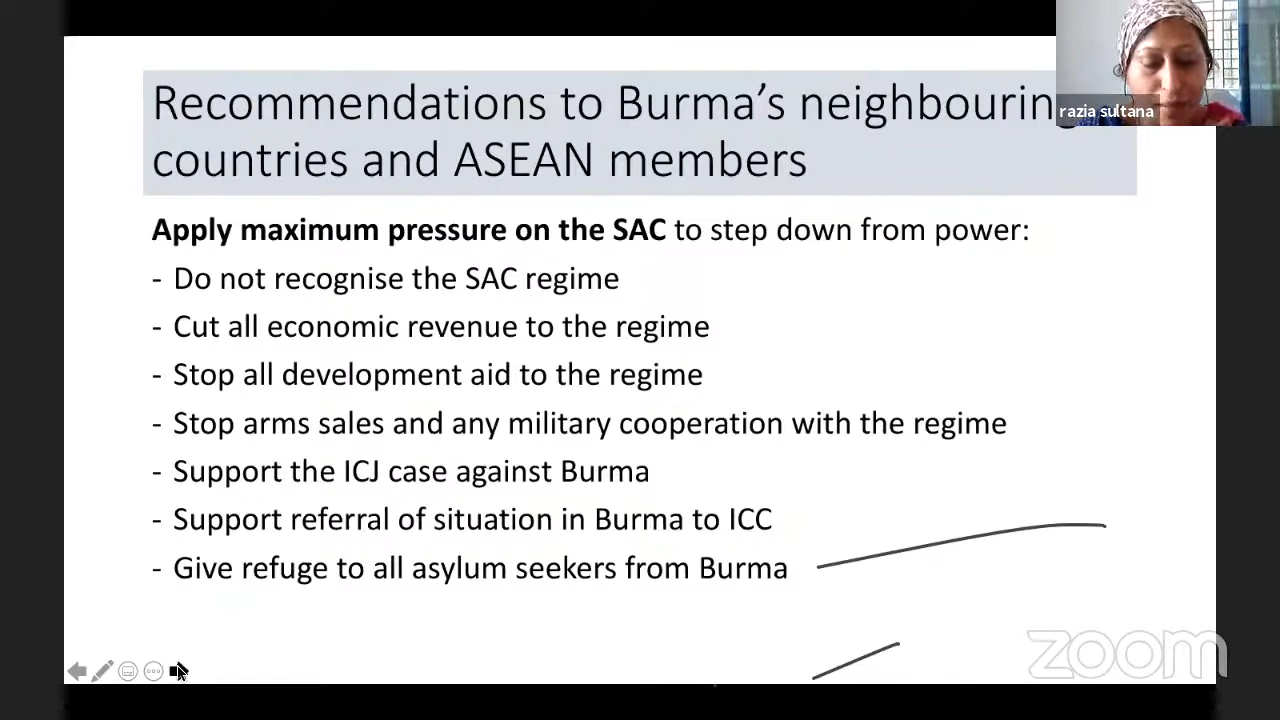 Recommendations to Burma's neighbouring
countries and ASEAN members
razia sultana
Apply maximum pressure on the SAC to step down from power:
- Do not recognise the SAC regime
- Cut all economic revenue to the regime
- Stop all development aid to the regime
- Stop arms sales and any military cooperation with the regime
- Support the ICJ case against Burma
- Support referral of situation in Burma to ICC
- Give refuge to all asylum seekers from Burma
zoom